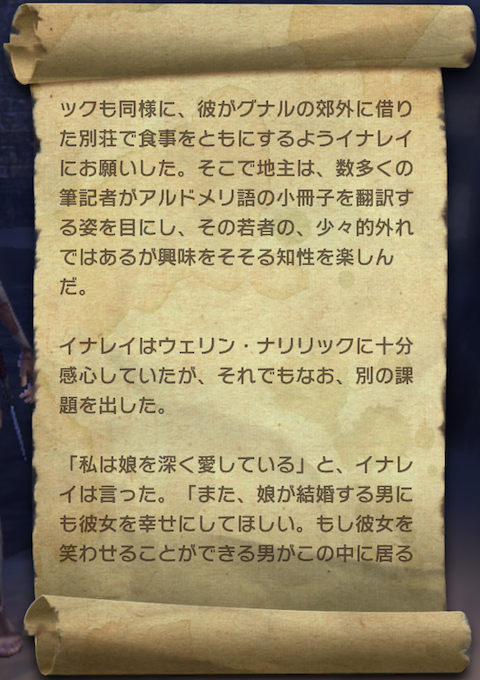 ックも同様に、彼がグナルの郊外に借り
た別荘で食事をともにするようイナレイ
にお願いした。そこで地主は、数多くの
筆記者がアルドメリ語の小冊子を翻訳す
る姿を目にし、その若者の、少々的外れ
ではあるが興味をそそる知性を楽しん
だ。
イナレイはウェリン・ナリリックに十分
感心していたが、それでもなお、別の課
題を出した。
「私は娘を深く愛している」と、イナレ
イは言った。「また、娘が結婚する男に
も彼女を幸せにしてほしい。もし彼女を
笑わせることができる男がこの中に居る